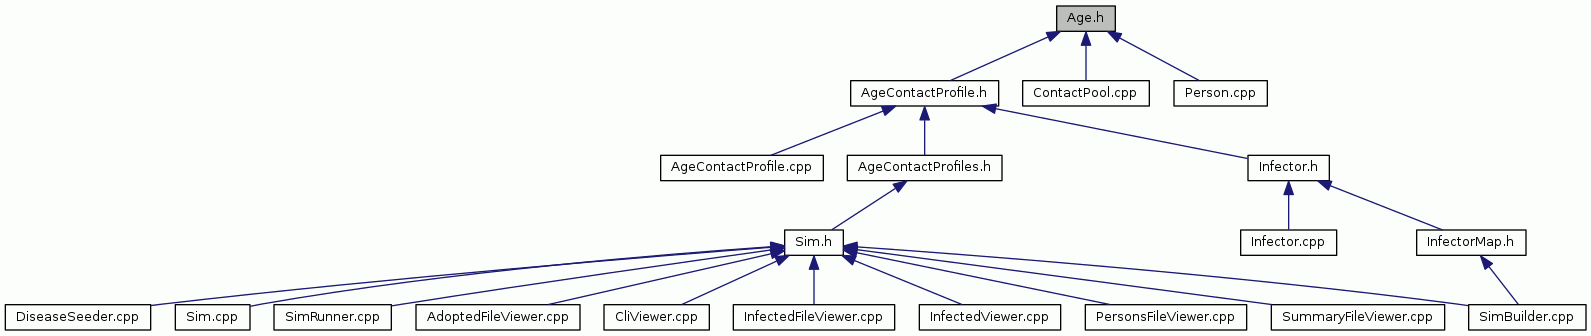 Age.h
AgeContactProfile.h
ContactPool.cpp
Person.cpp
AgeContactProfile.cpp
AgeContactProfiles.h
Infector.h
Sim.h
Infector.cpp
InfectorMap.h
DiseaseSeeder.cpp
Sim.cpp
SimRunner.cpp
AdoptedFileViewer.cpp
CliViewer.cpp
InfectedFileViewer.cpp
InfectedViewer.cpp
PersonsFileViewer.cpp
SummaryFileViewer.cpp
SimBuilder.cpp